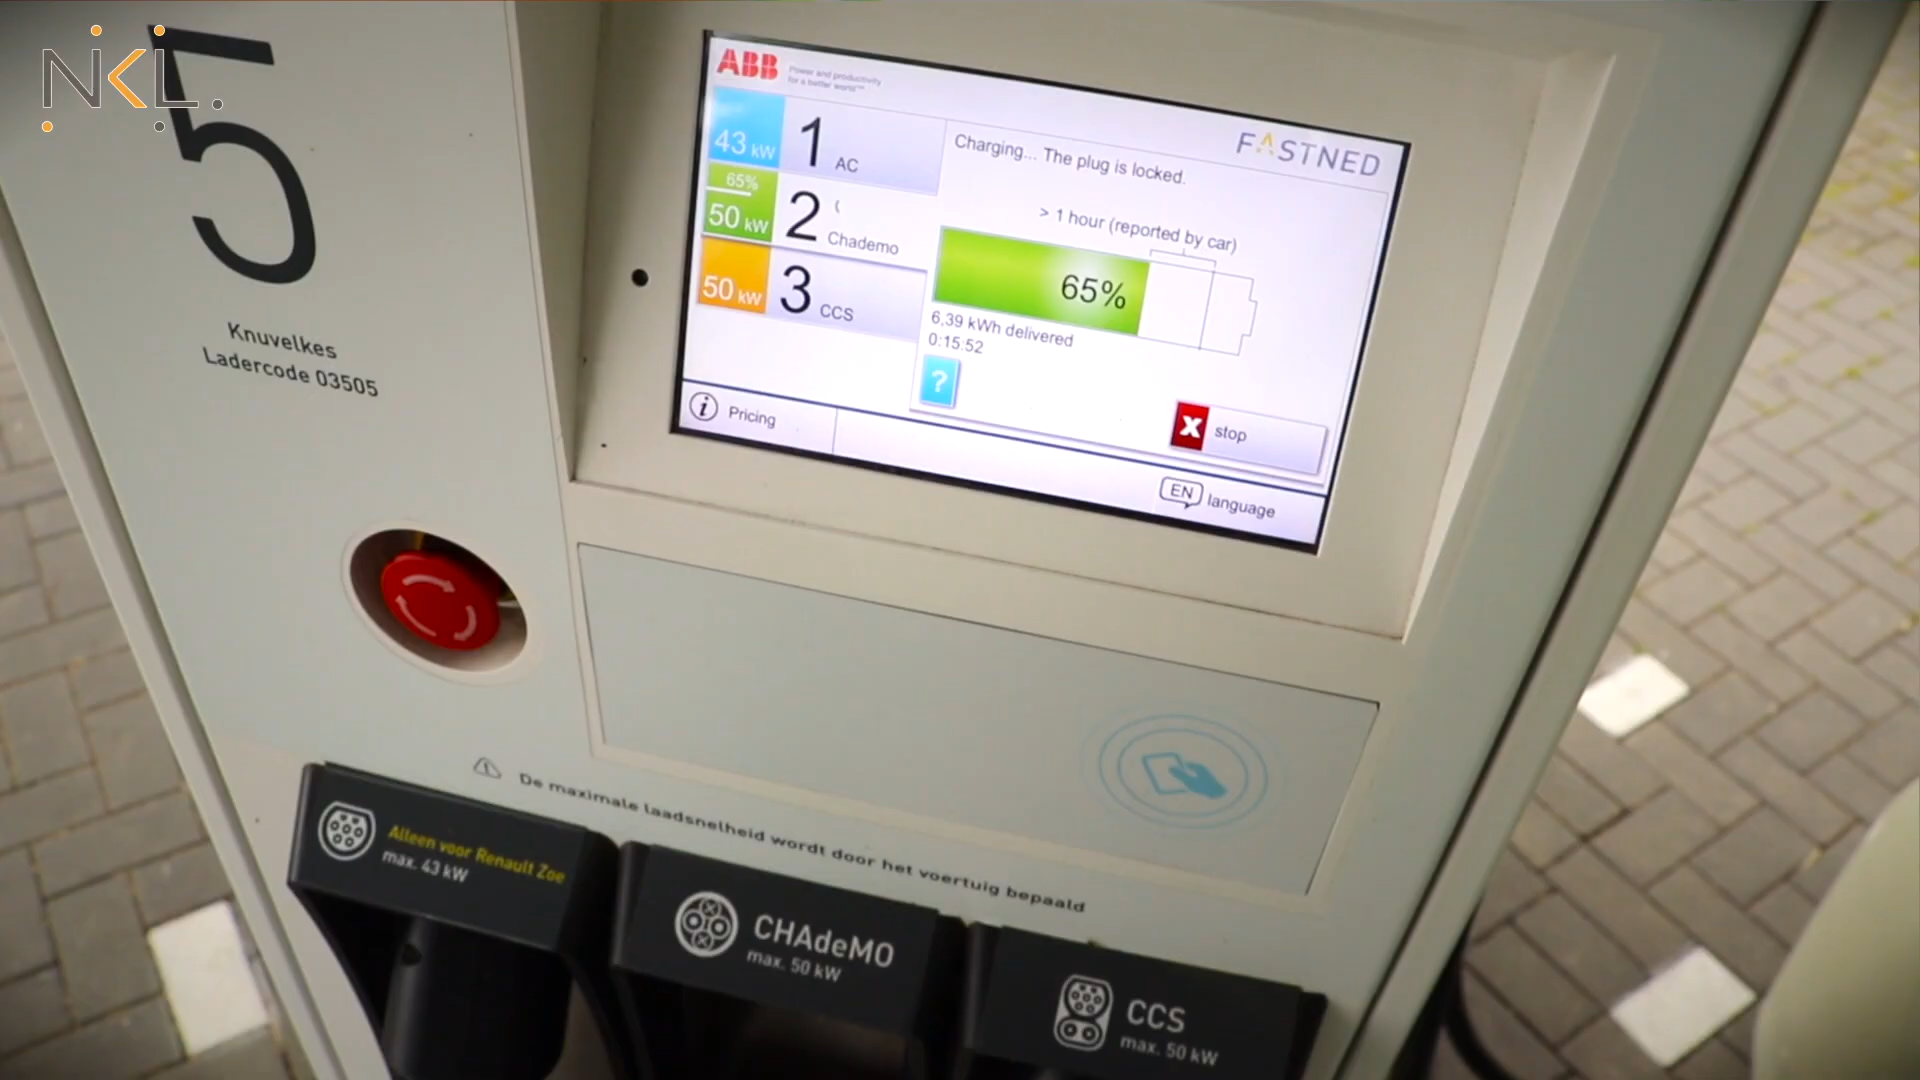 NKL.
5
Knuvelkes
Ladercode 03505
ABB
Power and productivity
for a better world™
FASTNED
43 kW
1 AC
65%
50 kW
2 Chademo
50 kW
3 CCS
Charging... The plug is locked.
> 1 hour (reported by car)
65%
6,39 kWh delivered
0:15:52
?
X stop
i Pricing
EN language
De maximale laadsnelheid wordt door het voertuig bepaald
Alleen voor Renault Zoe
max. 43 kW
CHAdeMO
max. 50 kW
CCS
max. 50 kW